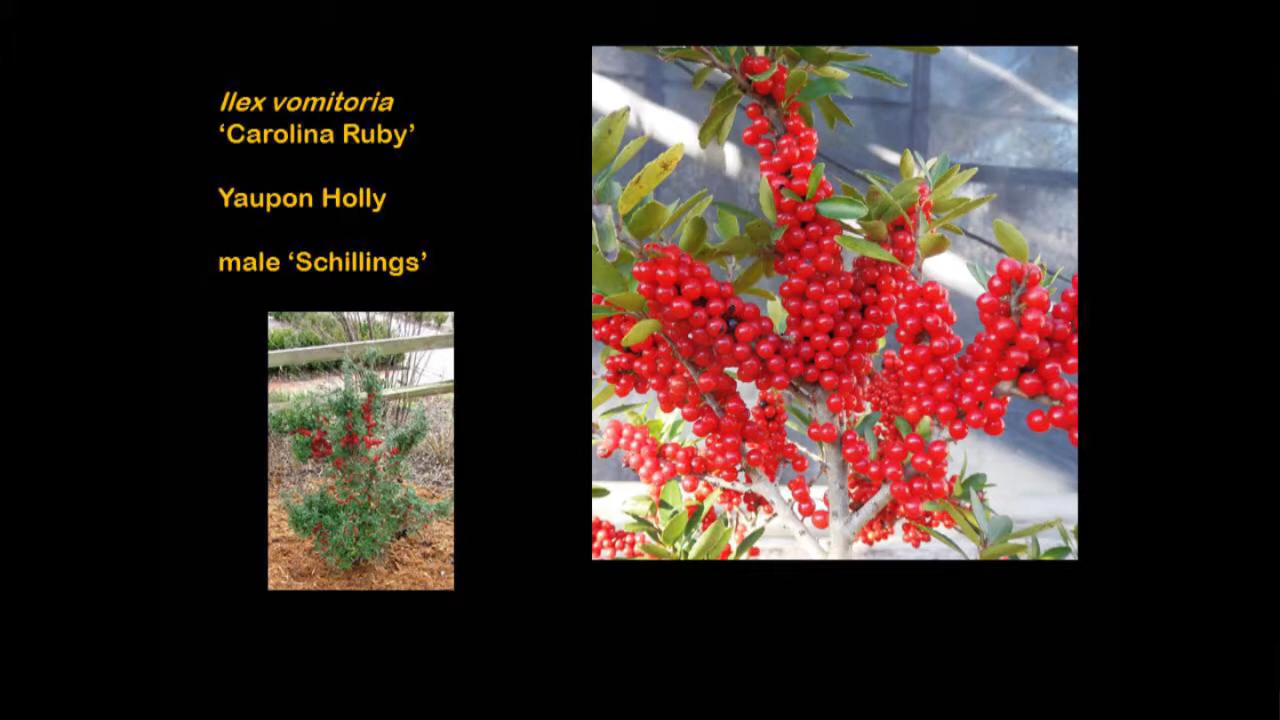 Ilex vomitoria
‘Carolina Ruby’
Yaupon Holly
male ‘Schillings’